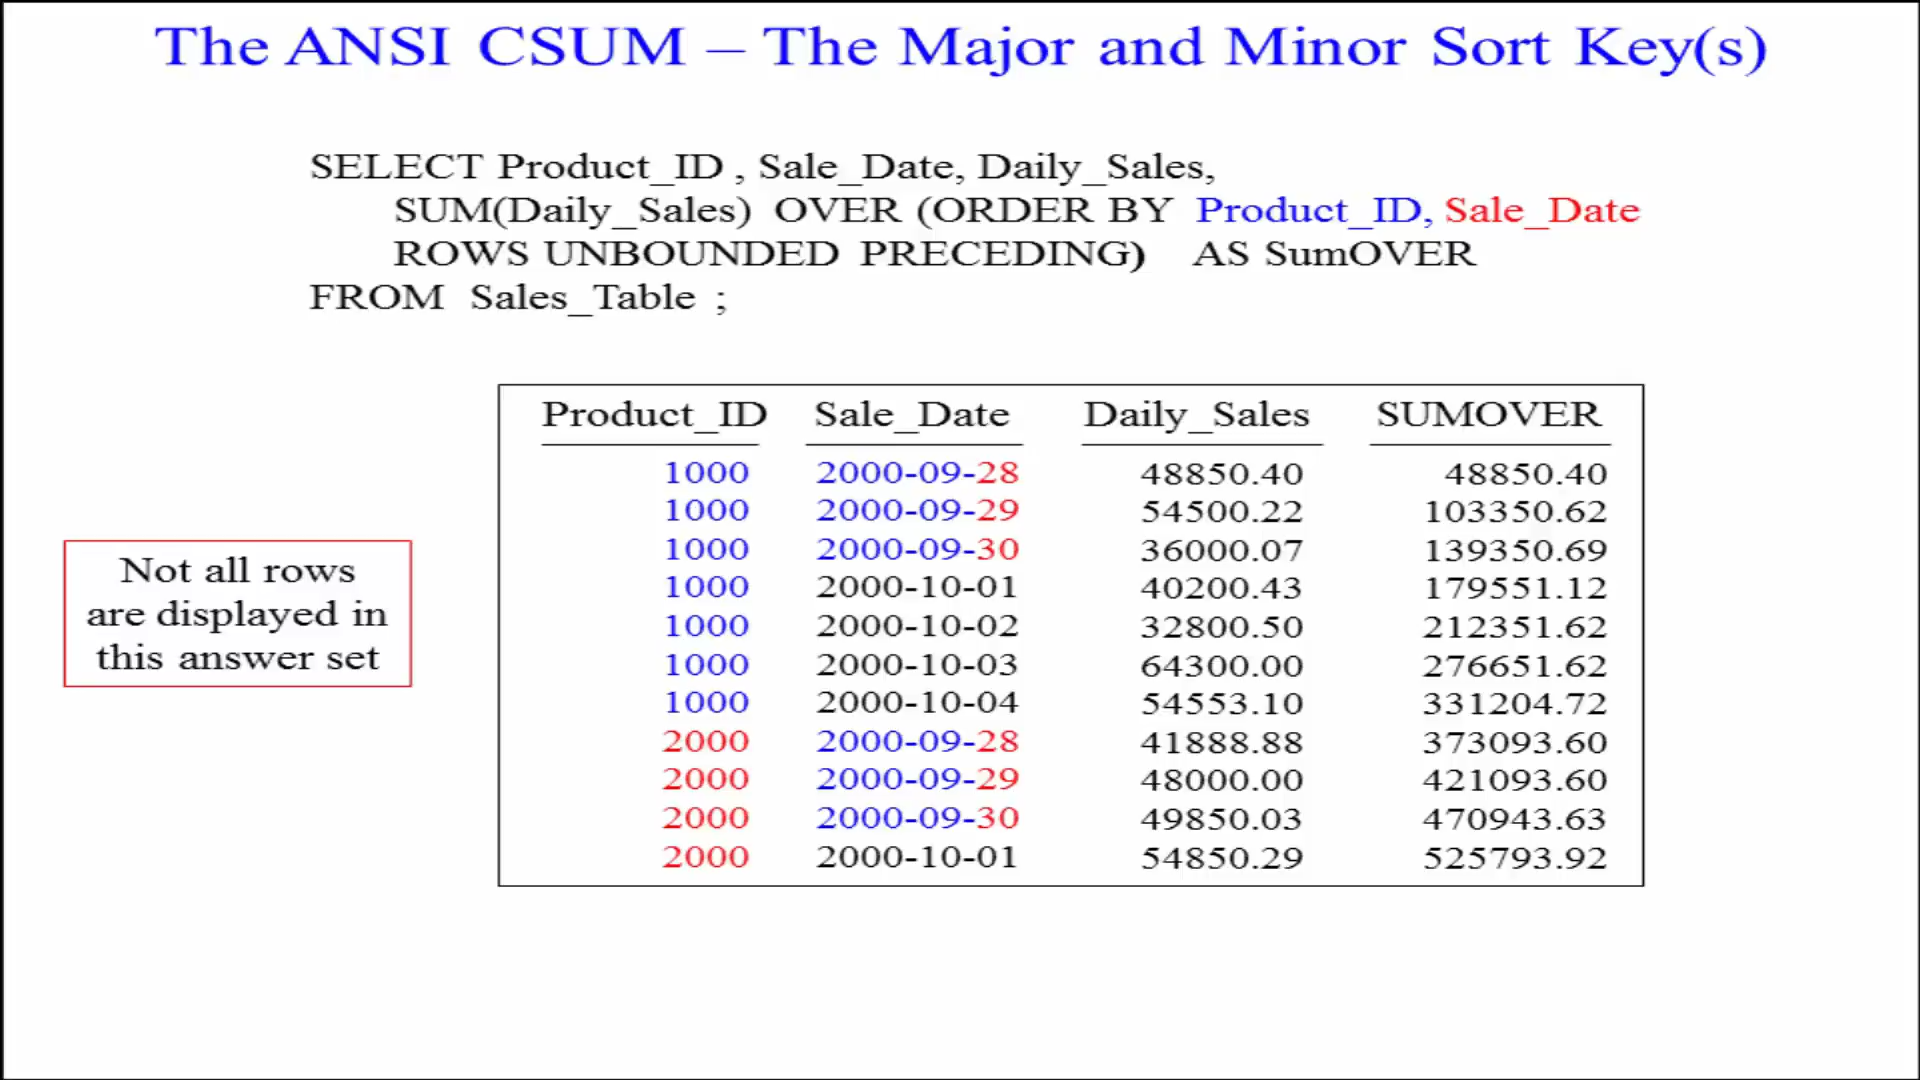 The ANSI CSUM – The Major and Minor Sort Key(s)
SELECT Product_ID , Sale_Date, Daily_Sales,
SUM(Daily_Sales) OVER (ORDER BY Product_ID, Sale_Date
ROWS UNBOUNDED PRECEDING) AS SumOVER
FROM Sales_Table ;
Product_ID Sale_Date Daily_Sales SUMOVER
1000 2000-09-28 48850.40 48850.40
1000 2000-09-29 54500.22 103350.62
1000 2000-09-30 36000.07 139350.69
1000 2000-10-01 40200.43 179551.12
1000 2000-10-02 32800.50 212351.62
1000 2000-10-03 64300.00 276651.62
1000 2000-10-04 54553.10 331204.72
2000 2000-09-28 41888.88 373093.60
2000 2000-09-29 48000.00 421093.60
2000 2000-09-30 49850.03 470943.63
2000 2000-10-01 54850.29 525793.92
Not all rows
are displayed in
this answer set